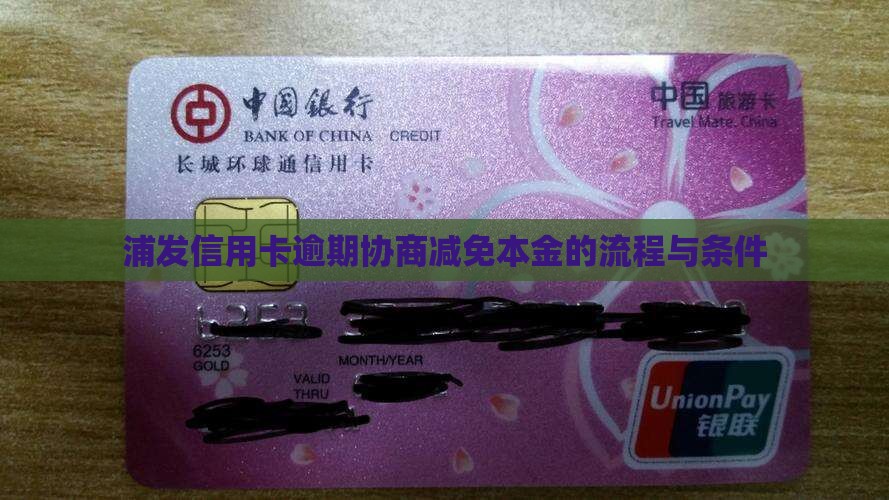 中国银行
BANK OF CHINA CREDIT
长城环球通信用卡
中国 旅游卡
Travel Mate. China
浦发信用卡逾期协商减免本金的流程与条件
6253
6253
GOLD
MONTH/YEAR
VALID
THRU
UnionPay
银联